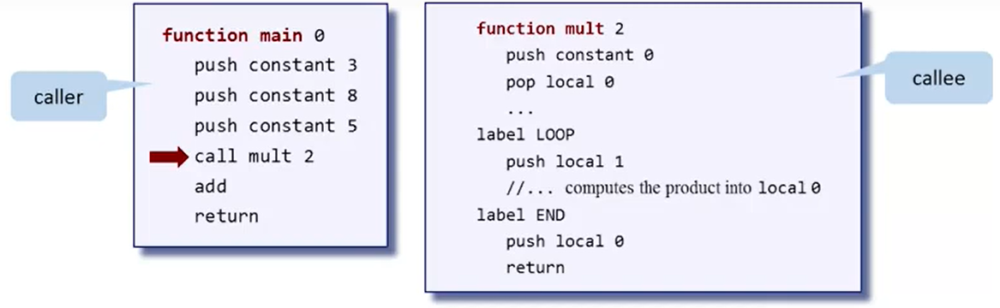 caller
function main 0
push constant 3
push constant 8
push constant 5
call mult 2
add
return
function mult 2
push constant 0
pop local 0
...
label LOOP
push local 1
//... computes the product into local 0
label END
push local 0
return
callee